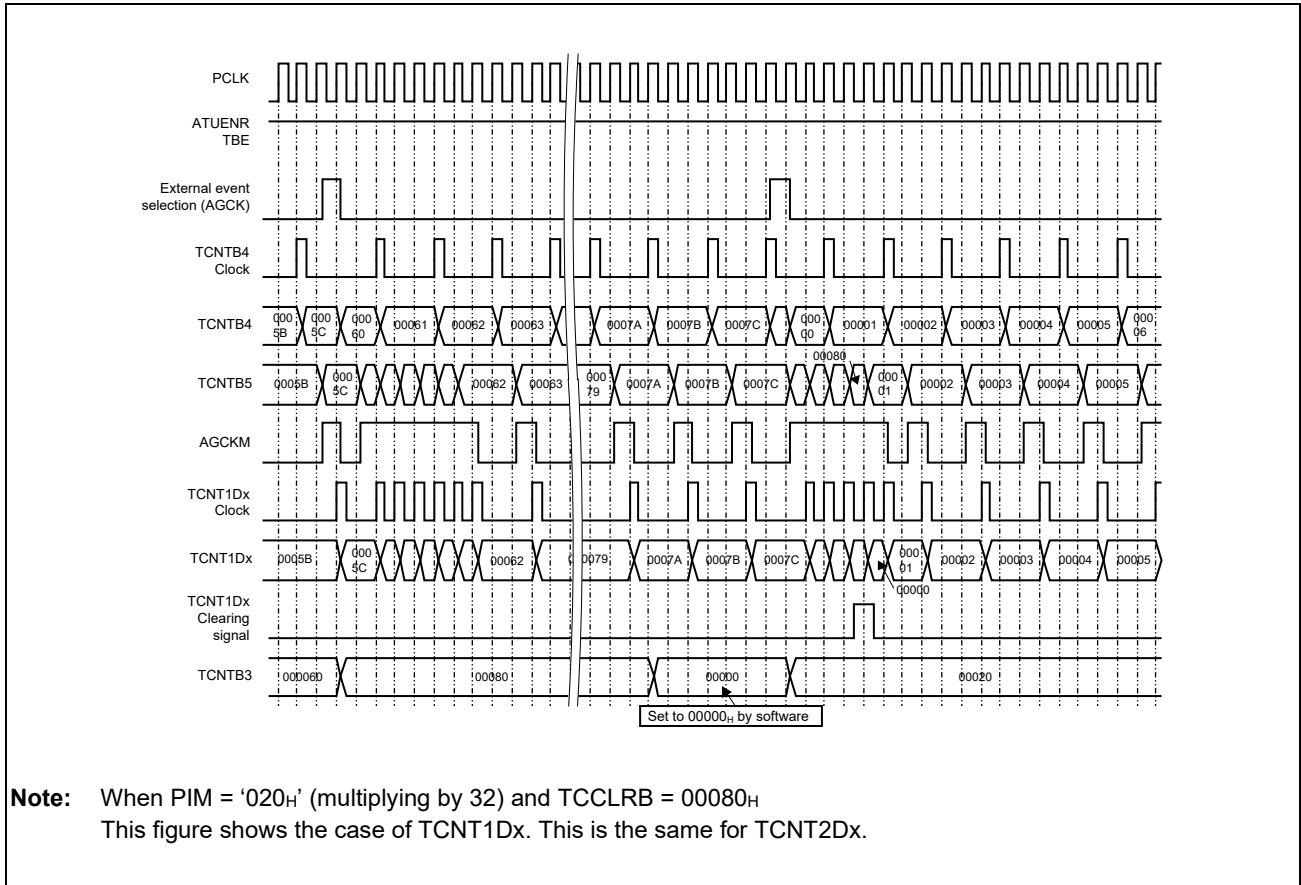 PCLK
ATUENR
TBE
External event
selection (AGCK)
TCNTB4
Clock
TCNTB4
000
5B
000
5C
000
60
00061
00062
00063
0007A
0007B
0007C
000
00
00001
00002
00003
00004
00005
000
06
00080
TCNTB5
0005B
000
5C
00062
00063
000
79
0007A
0007B
0007C
000
01
00002
00003
00004
00005
AGCKM
TCNT1Dx
Clock
TCNT1Dx
0005B
000
5C
00062
00079
0007A
0007B
0007C
000
01
00002
00003
00004
00005
00000
TCNT1Dx
Clearing
signal
TCNTB3
000060
00080
00000
00020
Set to 00000H by software
Note: When PIM = '020H' (multiplying by 32) and TCCLRB = 00080H
This figure shows the case of TCNT1Dx. This is the same for TCNT2Dx.